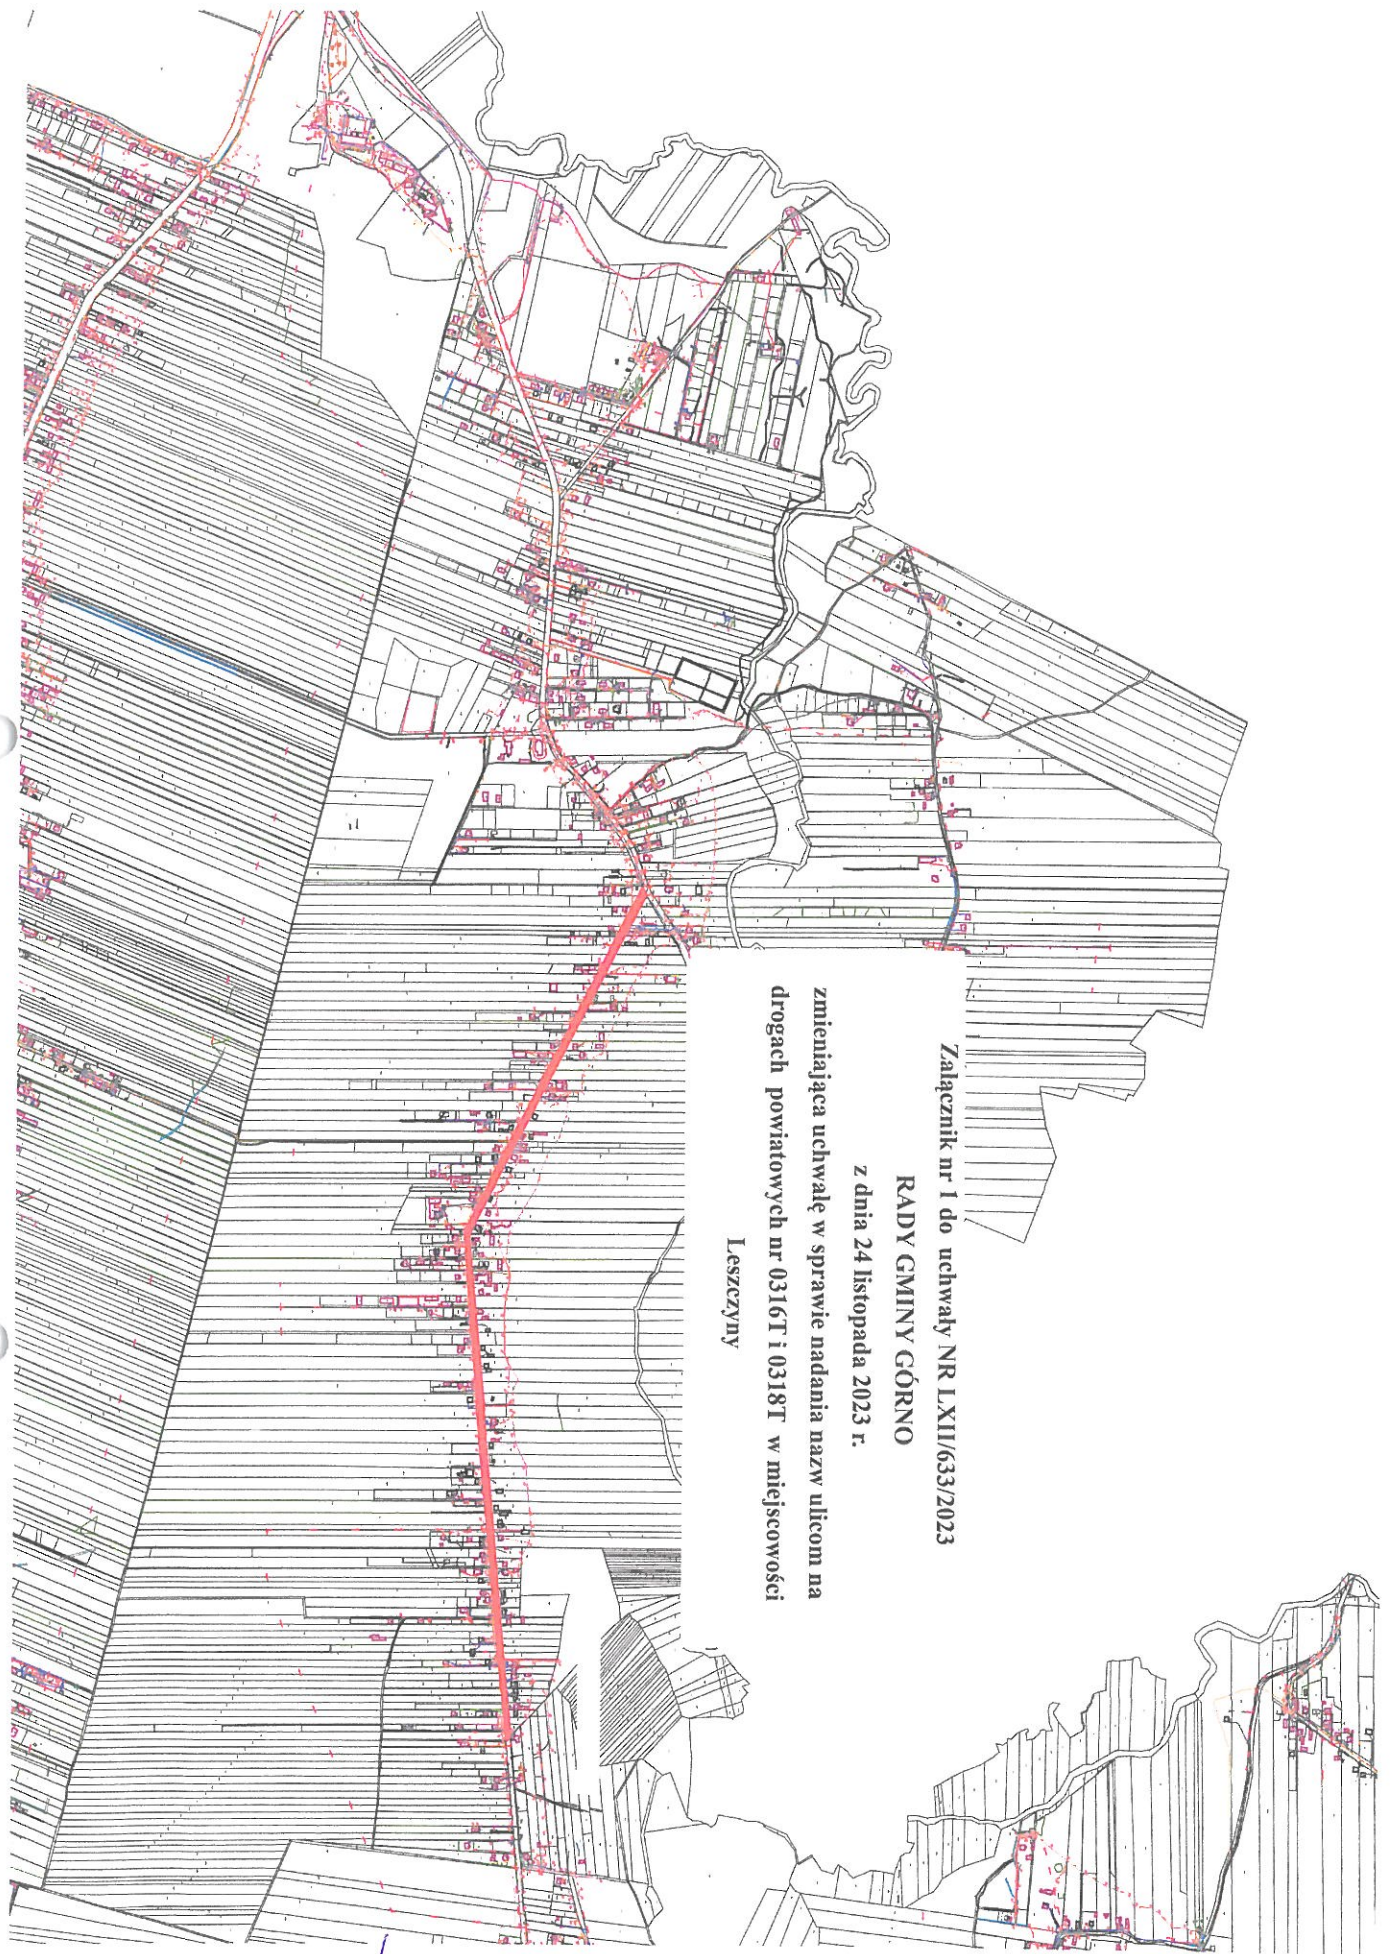 Załącznik nr 1 do uchwały NR LXII/633/2023
RADY GMINY GÓRNO
z dnia 24 listopada 2023 r.
zmieniająca uchwałę w sprawie nadania nazw ulicom na
drogach powiatowych nr 0316T i 0318T w miejscowości
Leszczyny